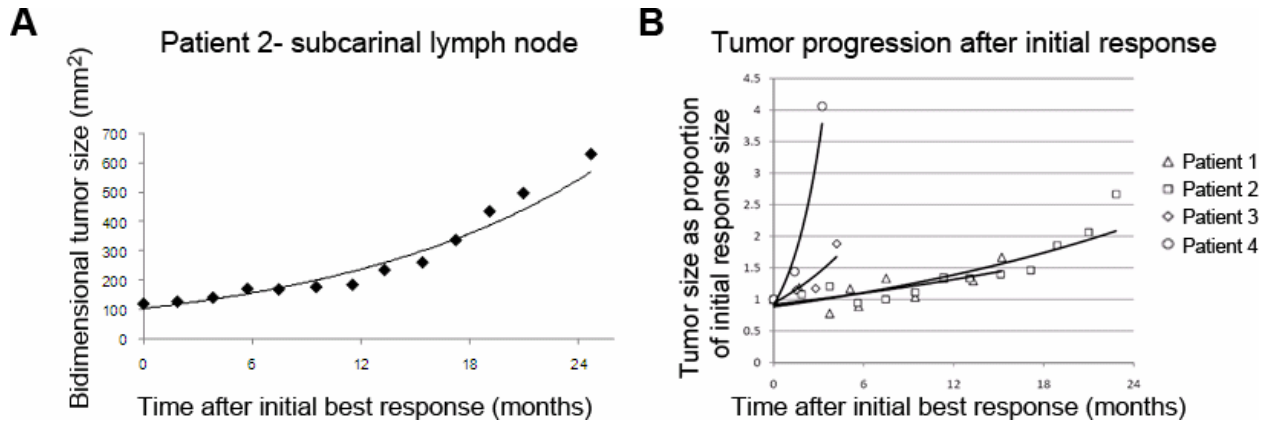 A
Patient 2- subcarinal lymph node
Bidimensional tumor size (mm²)
700
600
500
400
300
200
100
0
0
6
12
18
24
Time after initial best response (months)
B
Tumor progression after initial response
Tumor size as proportion
of initial response size
4.5
4
3.5
3
2.5
2
1.5
1
0.5
0
0
6
12
18
24
Time after initial best response (months)
Patient 1
Patient 2
Patient 3
Patient 4